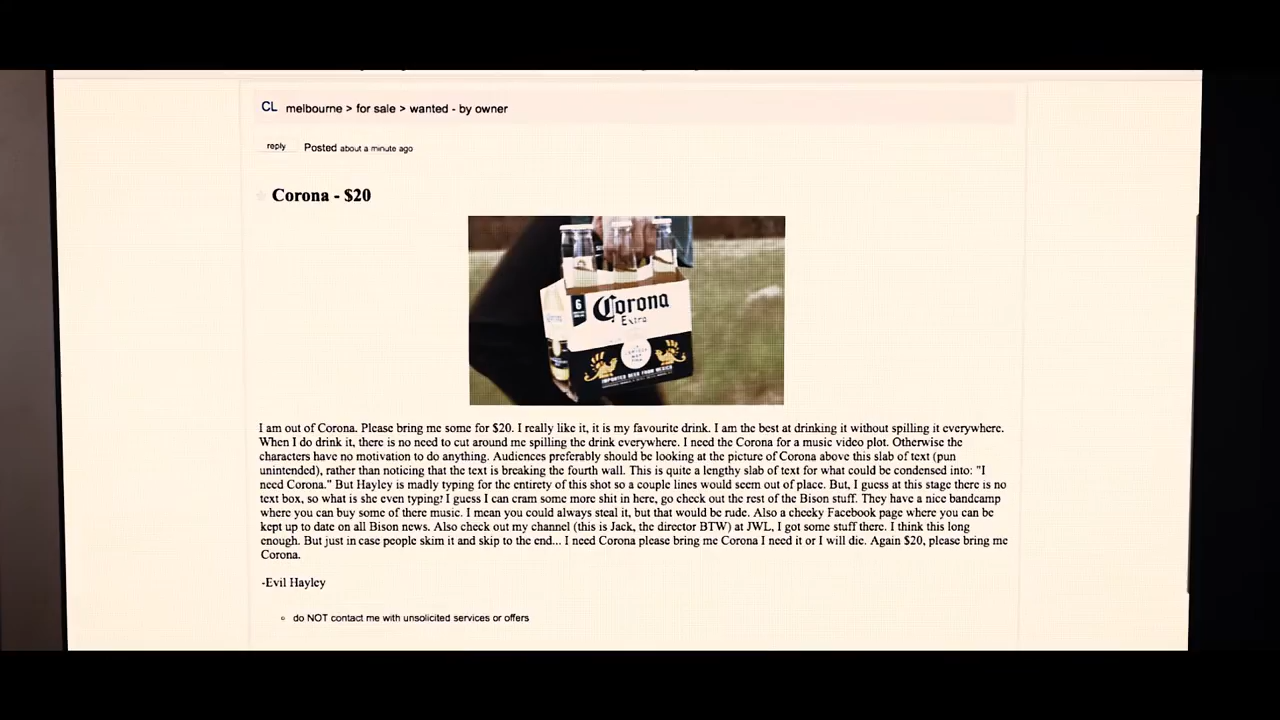 CL melbourne > for sale > wanted - by owner
reply Posted about a minute ago
Corona - $20
6
Corona
Extra
IMPORTED BEER FROM MEXICO
I am out of Corona. Please bring me some for $20. I really like it, it is my favourite drink. I am the best at drinking it without spilling it everywhere.
When I do drink it, there is no need to cut around me spilling the drink everywhere. I need the Corona for a music video plot. Otherwise the
characters have no motivation to do anything. Audiences preferably should be looking at the picture of Corona above this slab of text (pun
unintended), rather than noticing that the text is breaking the fourth wall. This is quite a lengthy slab of text for what could be condensed into: "I
need Corona." But Hayley is madly typing for the entirety of this shot so a couple lines would seem out of place. But, I guess at this stage there is no
text box, so what is she even typing? I guess I can cram some more shit in here, go check out the rest of the Bison stuff. They have a nice bandcamp
where you can buy some of there music. I mean you could always steal it, but that would be rude. Also a cheeky Facebook page where you can be
kept up to date on all Bison news. Also check out my channel (this is Jack, the director BTW) at JWL, I got some stuff there. I think this long
enough. But just in case people skim it and skip to the end... I need Corona please bring me Corona I need it or I will die. Again $20, please bring me
Corona.
-Evil Hayley
do NOT contact me with unsolicited services or offers